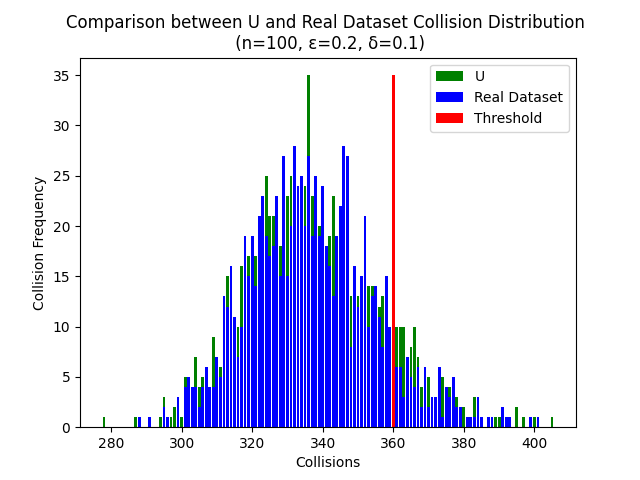 Comparison between U and Real Dataset Collision Distribution
(n=100, ε=0.2, δ=0.1)
U
Real Dataset
Threshold
Collision Frequency
35
30
25
20
15
10
5
0
280 300 320 340 360 380 400
Collisions